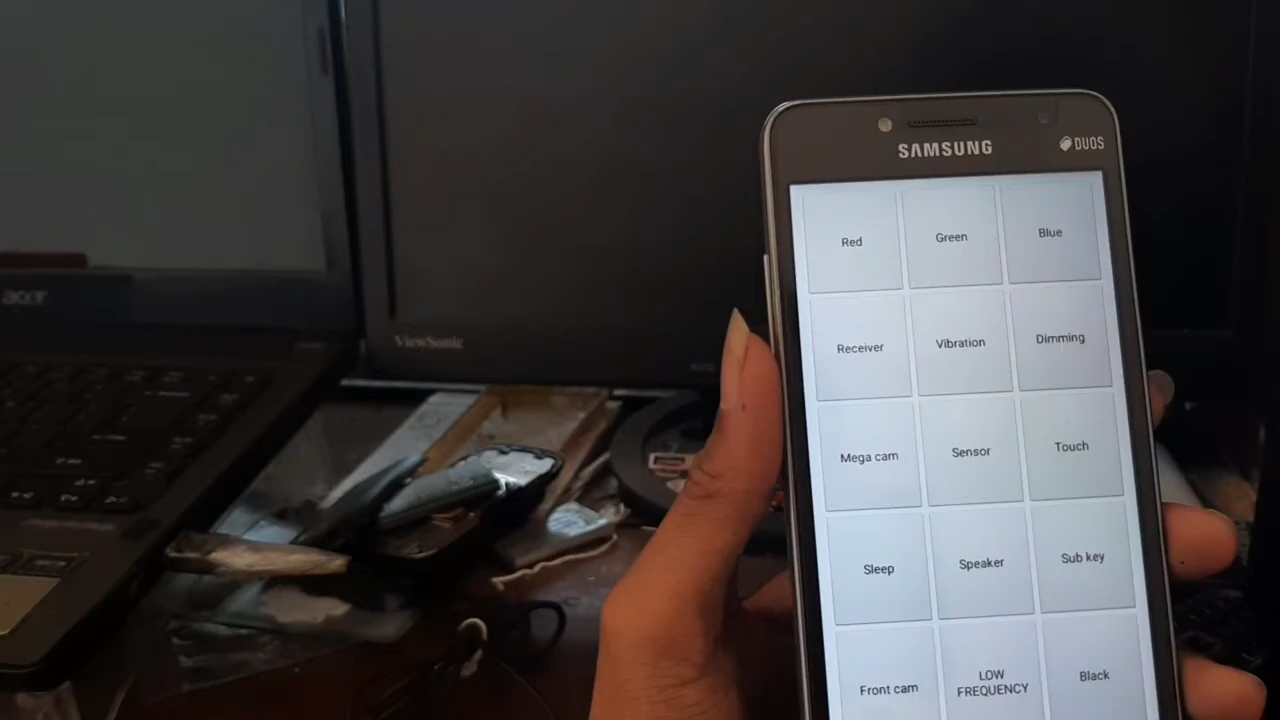 acer
ViewSonic
SAMSUNG
DUOS
Red
Green
Blue
Receiver
Vibration
Dimming
Mega cam
Sensor
Touch
Sleep
Speaker
Sub key
Front cam
LOW
FREQUENCY
Black